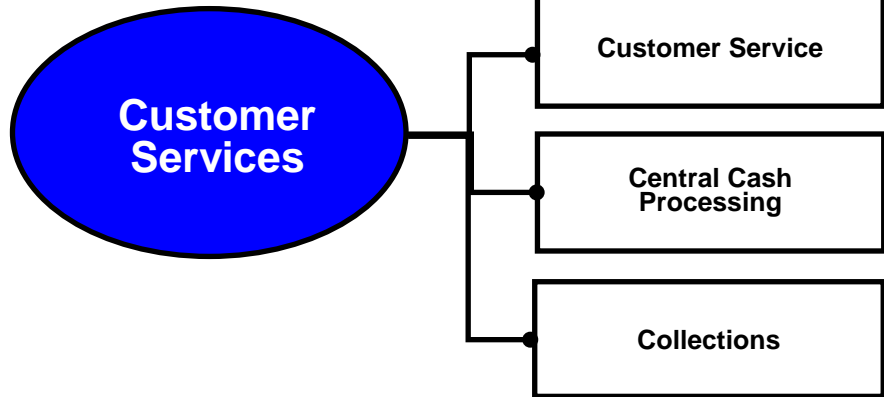 Customer
Services
Customer Service
Central Cash
Processing
Collections